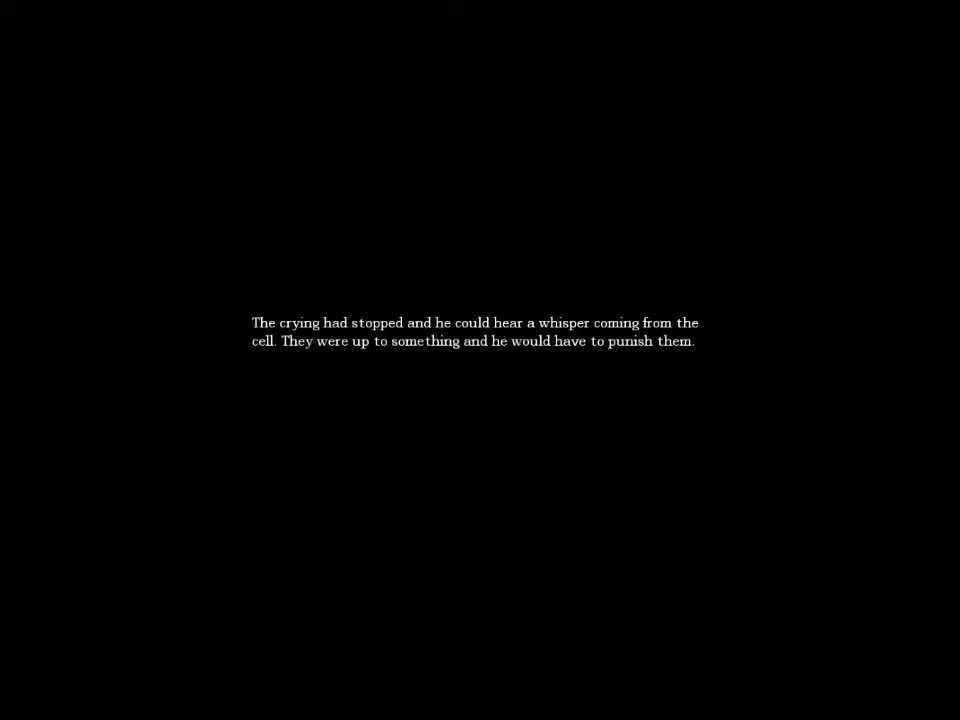 The crying had stopped and he could hear a whisper coming from the
cell. They were up to something and he would have to punish them.